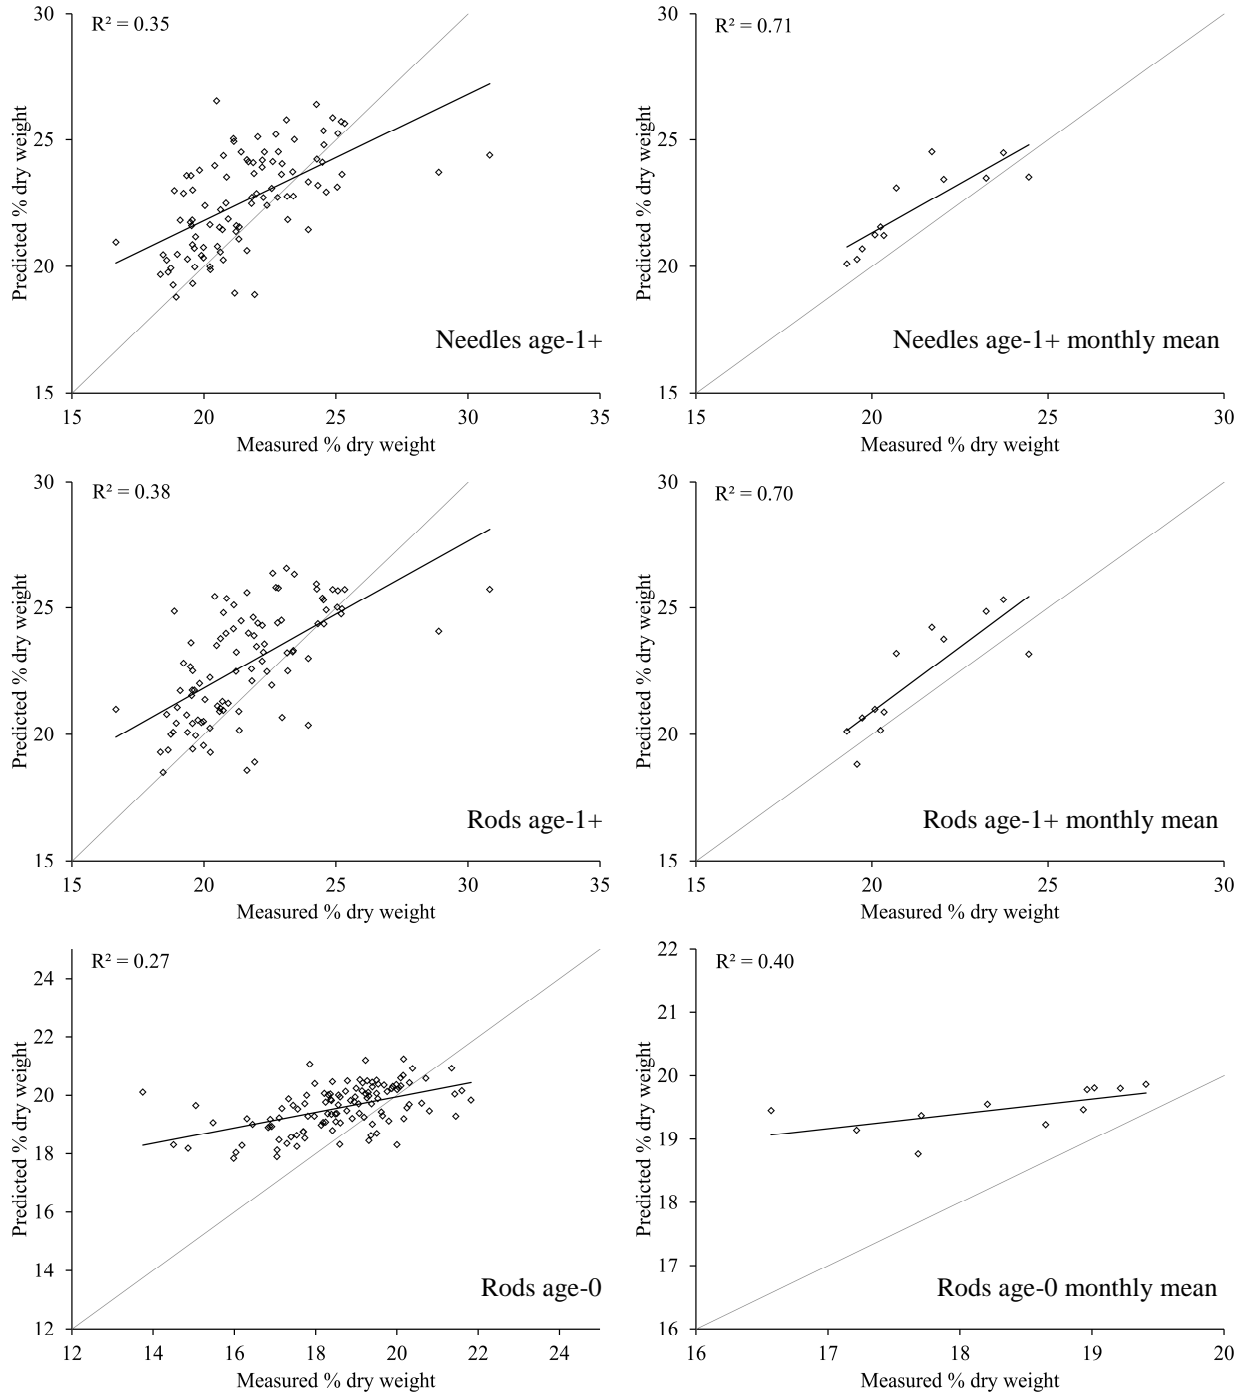 R² = 0.35
30
25
20
15
Predicted % dry weight
15 20 25 30 35
Measured % dry weight
Needles age-1+
R² = 0.71
30
25
20
15
Predicted % dry weight
15 20 25 30
Measured % dry weight
Needles age-1+ monthly mean
R² = 0.38
30
25
20
15
Predicted % dry weight
15 20 25 30 35
Measured % dry weight
Rods age-1+
R² = 0.70
30
25
20
15
Predicted % dry weight
15 20 25 30
Measured % dry weight
Rods age-1+ monthly mean
R² = 0.27
24
22
20
18
16
14
12
Predicted % dry weight
12 14 16 18 20 22 24
Measured % dry weight
Rods age-0
R² = 0.40
22
21
20
19
18
17
16
Predicted % dry weight
16 17 18 19 20
Measured % dry weight
Rods age-0 monthly mean